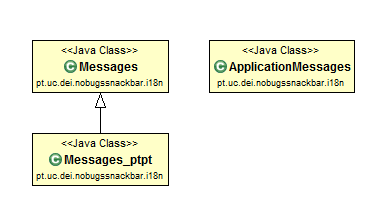 <<Java Class>>
Messages
pt.uc.dei.nobugssnackbar.i18n
<<Java Class>>
ApplicationMessages
pt.uc.dei.nobugssnackbar.i18n
<<Java Class>>
Messages_ptpt
pt.uc.dei.nobugssnackbar.i18n